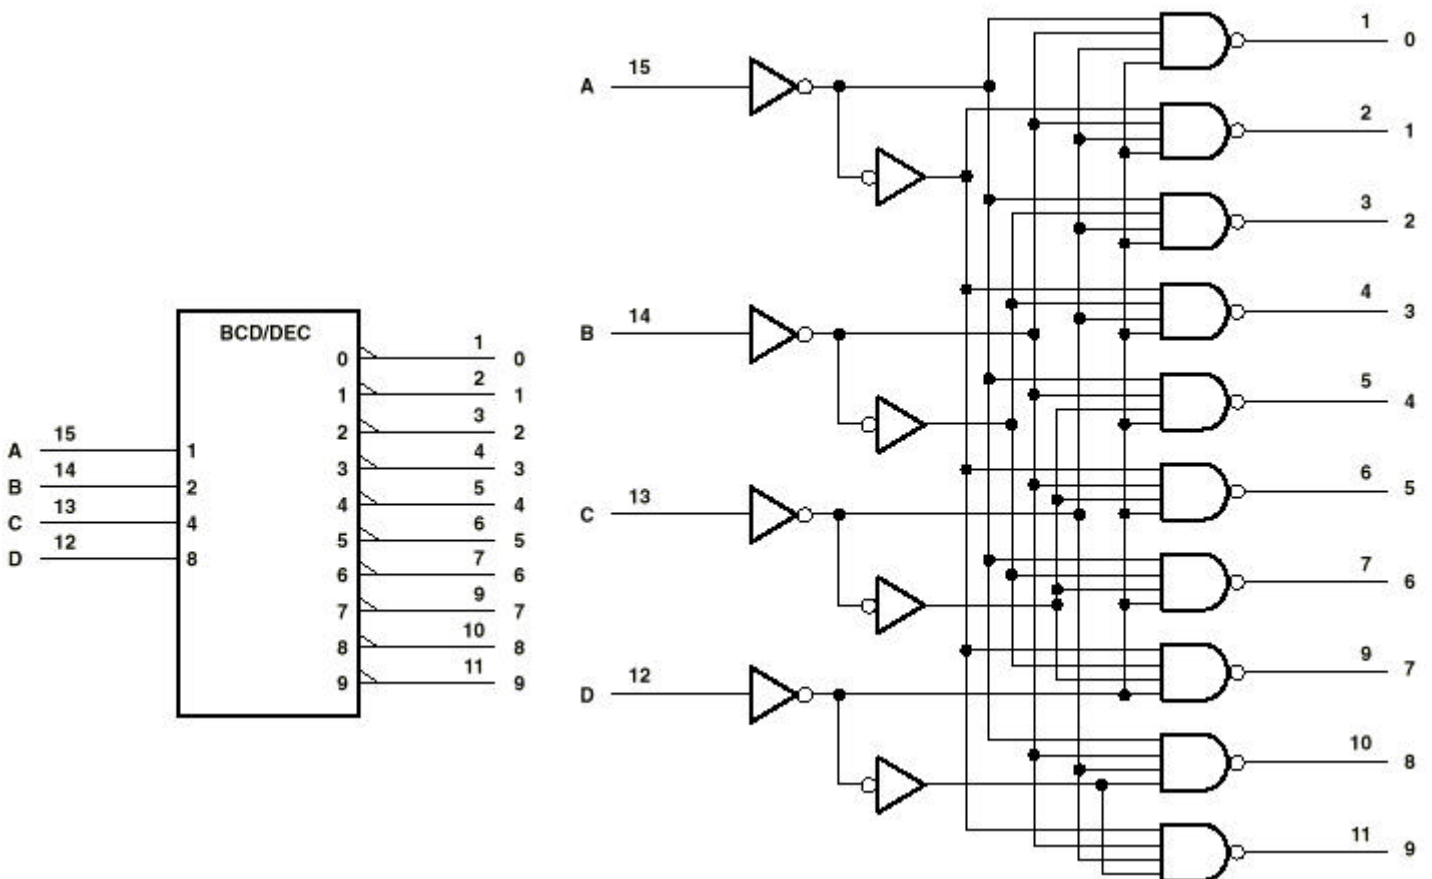 BCD/DEC
0 1 0
1 2 1
2 3 2
A 15 1
3 4 3
B 14 2
4 5 4
C 13 4
5 6 5
D 12 8
6 7 6
7 9 7
8 10 8
9 11 9
A 15
B 14
C 13
D 12
1 0
2 1
3 2
4 3
5 4
6 5
7 6
9 7
10 8
11 9